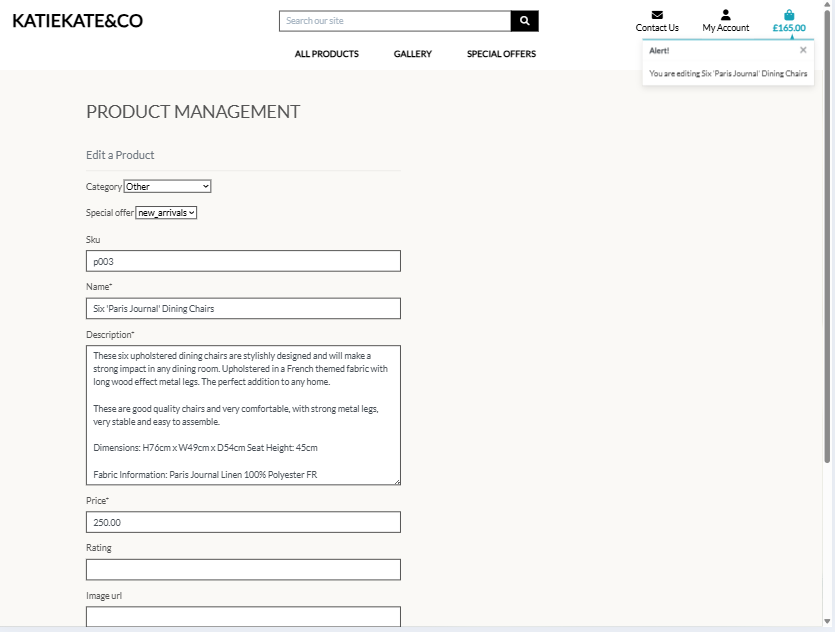 KATIEKATE&CO
Search our site
Contact Us
My Account
£165.00
ALL PRODUCTS
GALLERY
SPECIAL OFFERS
Alert!
×
You are editing Six 'Paris Journal' Dining Chairs
PRODUCT MANAGEMENT
Edit a Product
Category Other
Special offer new_arrivals
Sku
p003
Name*
Six 'Paris Journal' Dining Chairs
Description*
These six upholstered dining chairs are stylishly designed and will make a
strong impact in any dining room. Upholstered in a French themed fabric with
long wood effect metal legs. The perfect addition to any home.
These are good quality chairs and very comfortable, with strong metal legs,
very stable and easy to assemble.
Dimensions: H76cm x W49cm x D54cm Seat Height: 45cm
Fabric Information: Paris Journal Linen 100% Polyester FR
Price*
250.00
Rating
Image url